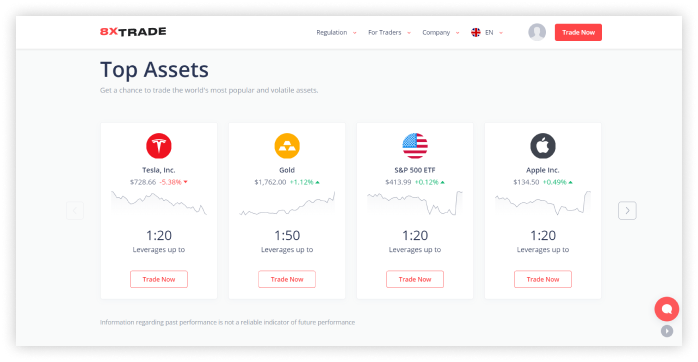 8XTRADE
Regulation For Traders Company EN Trade Now
Top Assets
Get a chance to trade the world's most popular and volatile assets.
Tesla, Inc.
$728.66 -5.38%
1:20
Leverages up to
Trade Now
Gold
$1,762.00 +1.12%
1:50
Leverages up to
Trade Now
S&P 500 ETF
$413.99 +0.12%
1:20
Leverages up to
Trade Now
Apple Inc.
$134.50 +0.49%
1:20
Leverages up to
Trade Now
Information regarding past performance is not a reliable indicator of future performance